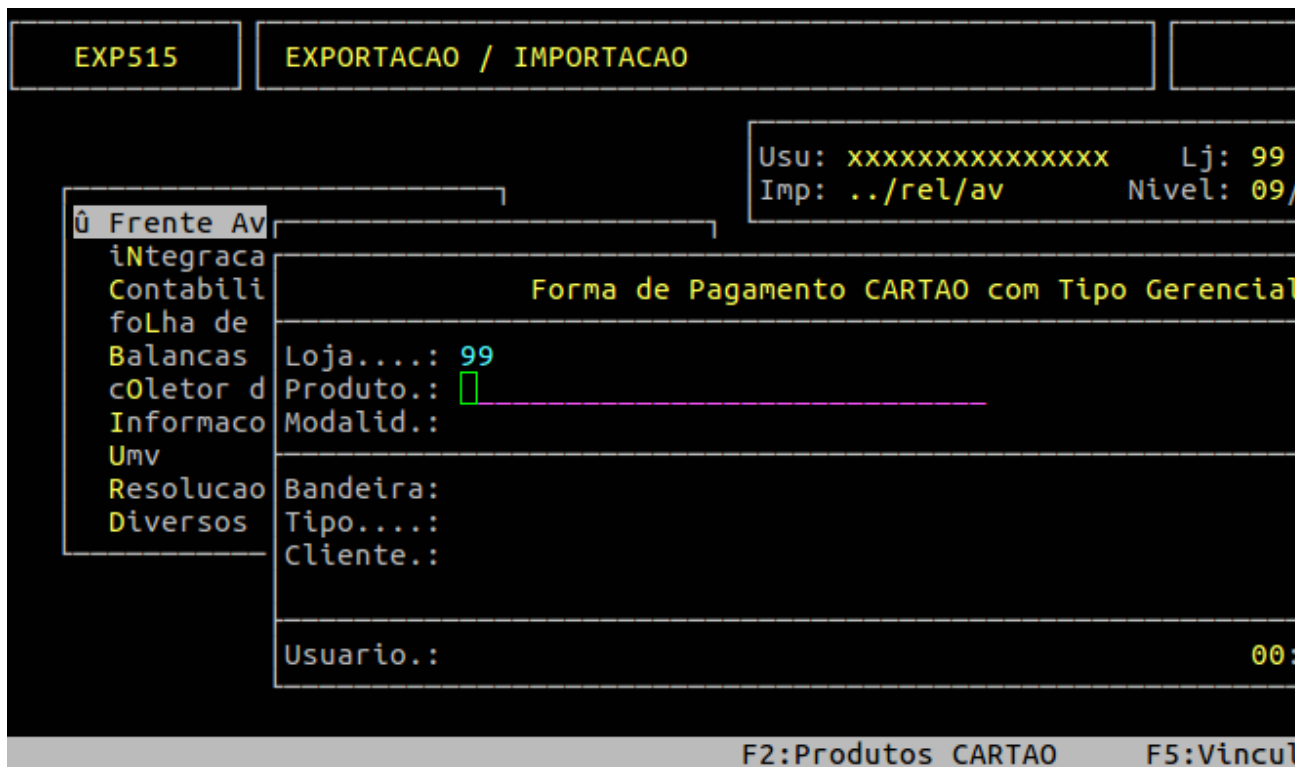 EXP515 EXPORTACAO / IMPORTACAO
Usu: xxxxxxxxxxxxxxx Lj: 99
Imp: ../rel/av Nivel: 09/
û Frente Av
iNtegraca
Contabili
foLha de
Balancas
cOletor d
Informaco
Umv
Resolucao
Diversos
Forma de Pagamento CARTAO com Tipo Gerencial
Loja....: 99
Produto.:
Modalid.:
Bandeira:
Tipo....:
Cliente.:
Usuario.: 00:
F2:Produtos CARTAO F5:Vincul